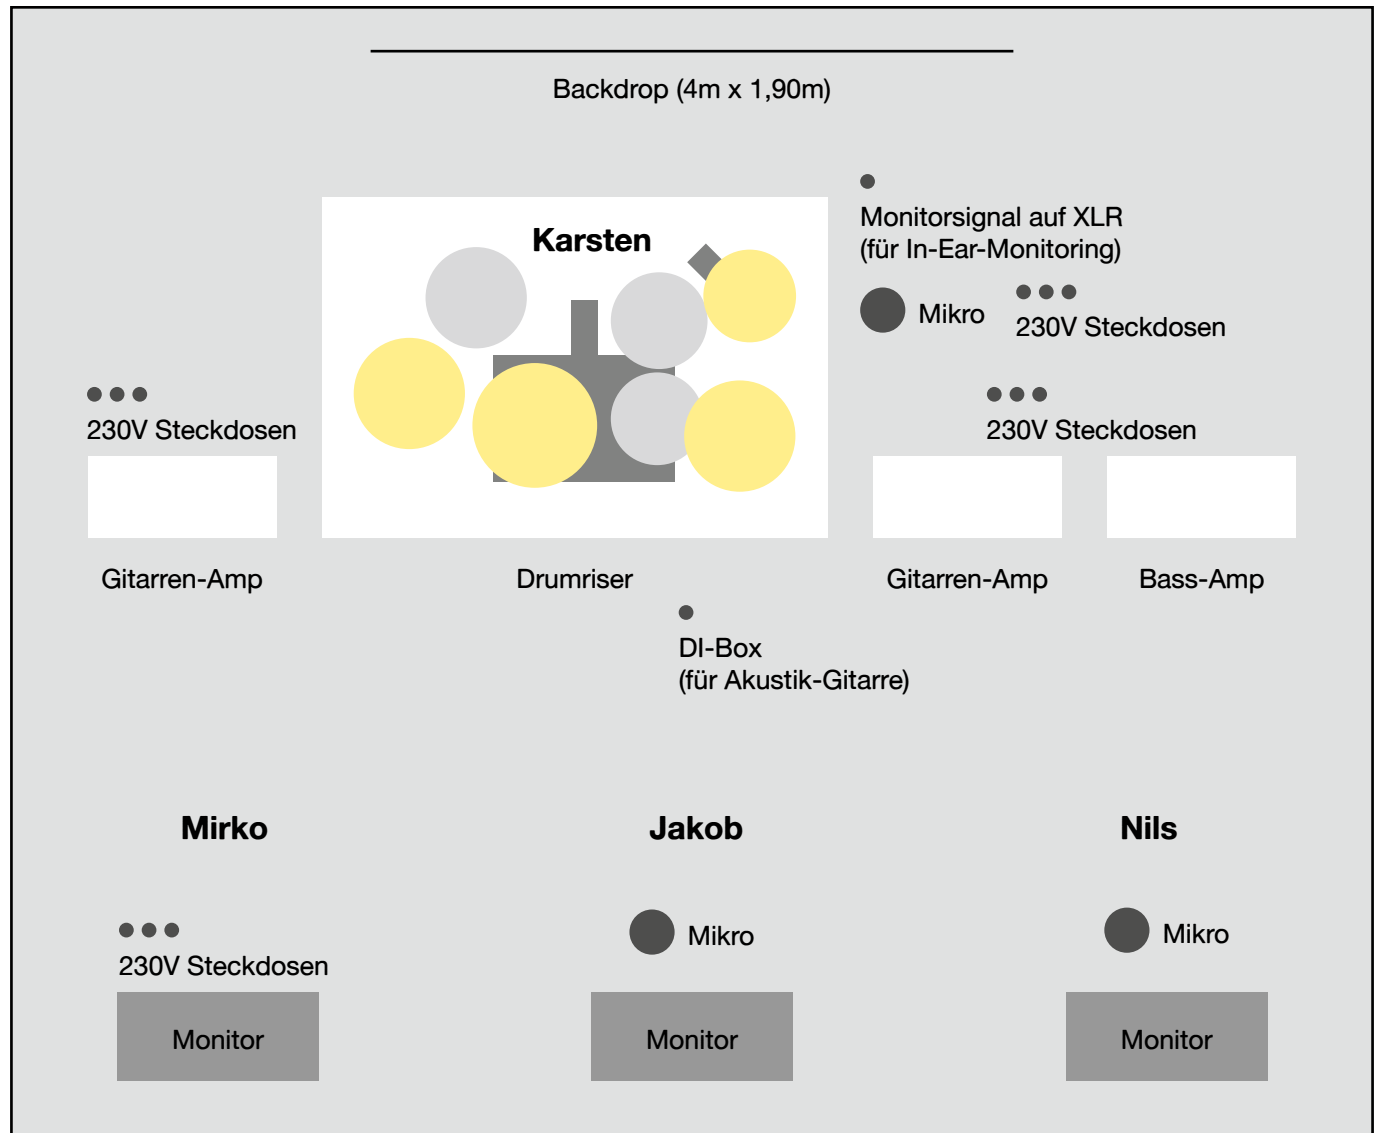 Backdrop (4m x 1,90m)
Karsten
Monitorsignal auf XLR
(für In-Ear-Monitoring)
Mikro
230V Steckdosen
230V Steckdosen
230V Steckdosen
Gitarren-Amp
Drumriser
Gitarren-Amp
Bass-Amp
DI-Box
(für Akustik-Gitarre)
Mirko
Jakob
Nils
230V Steckdosen
Mikro
Mikro
Monitor
Monitor
Monitor